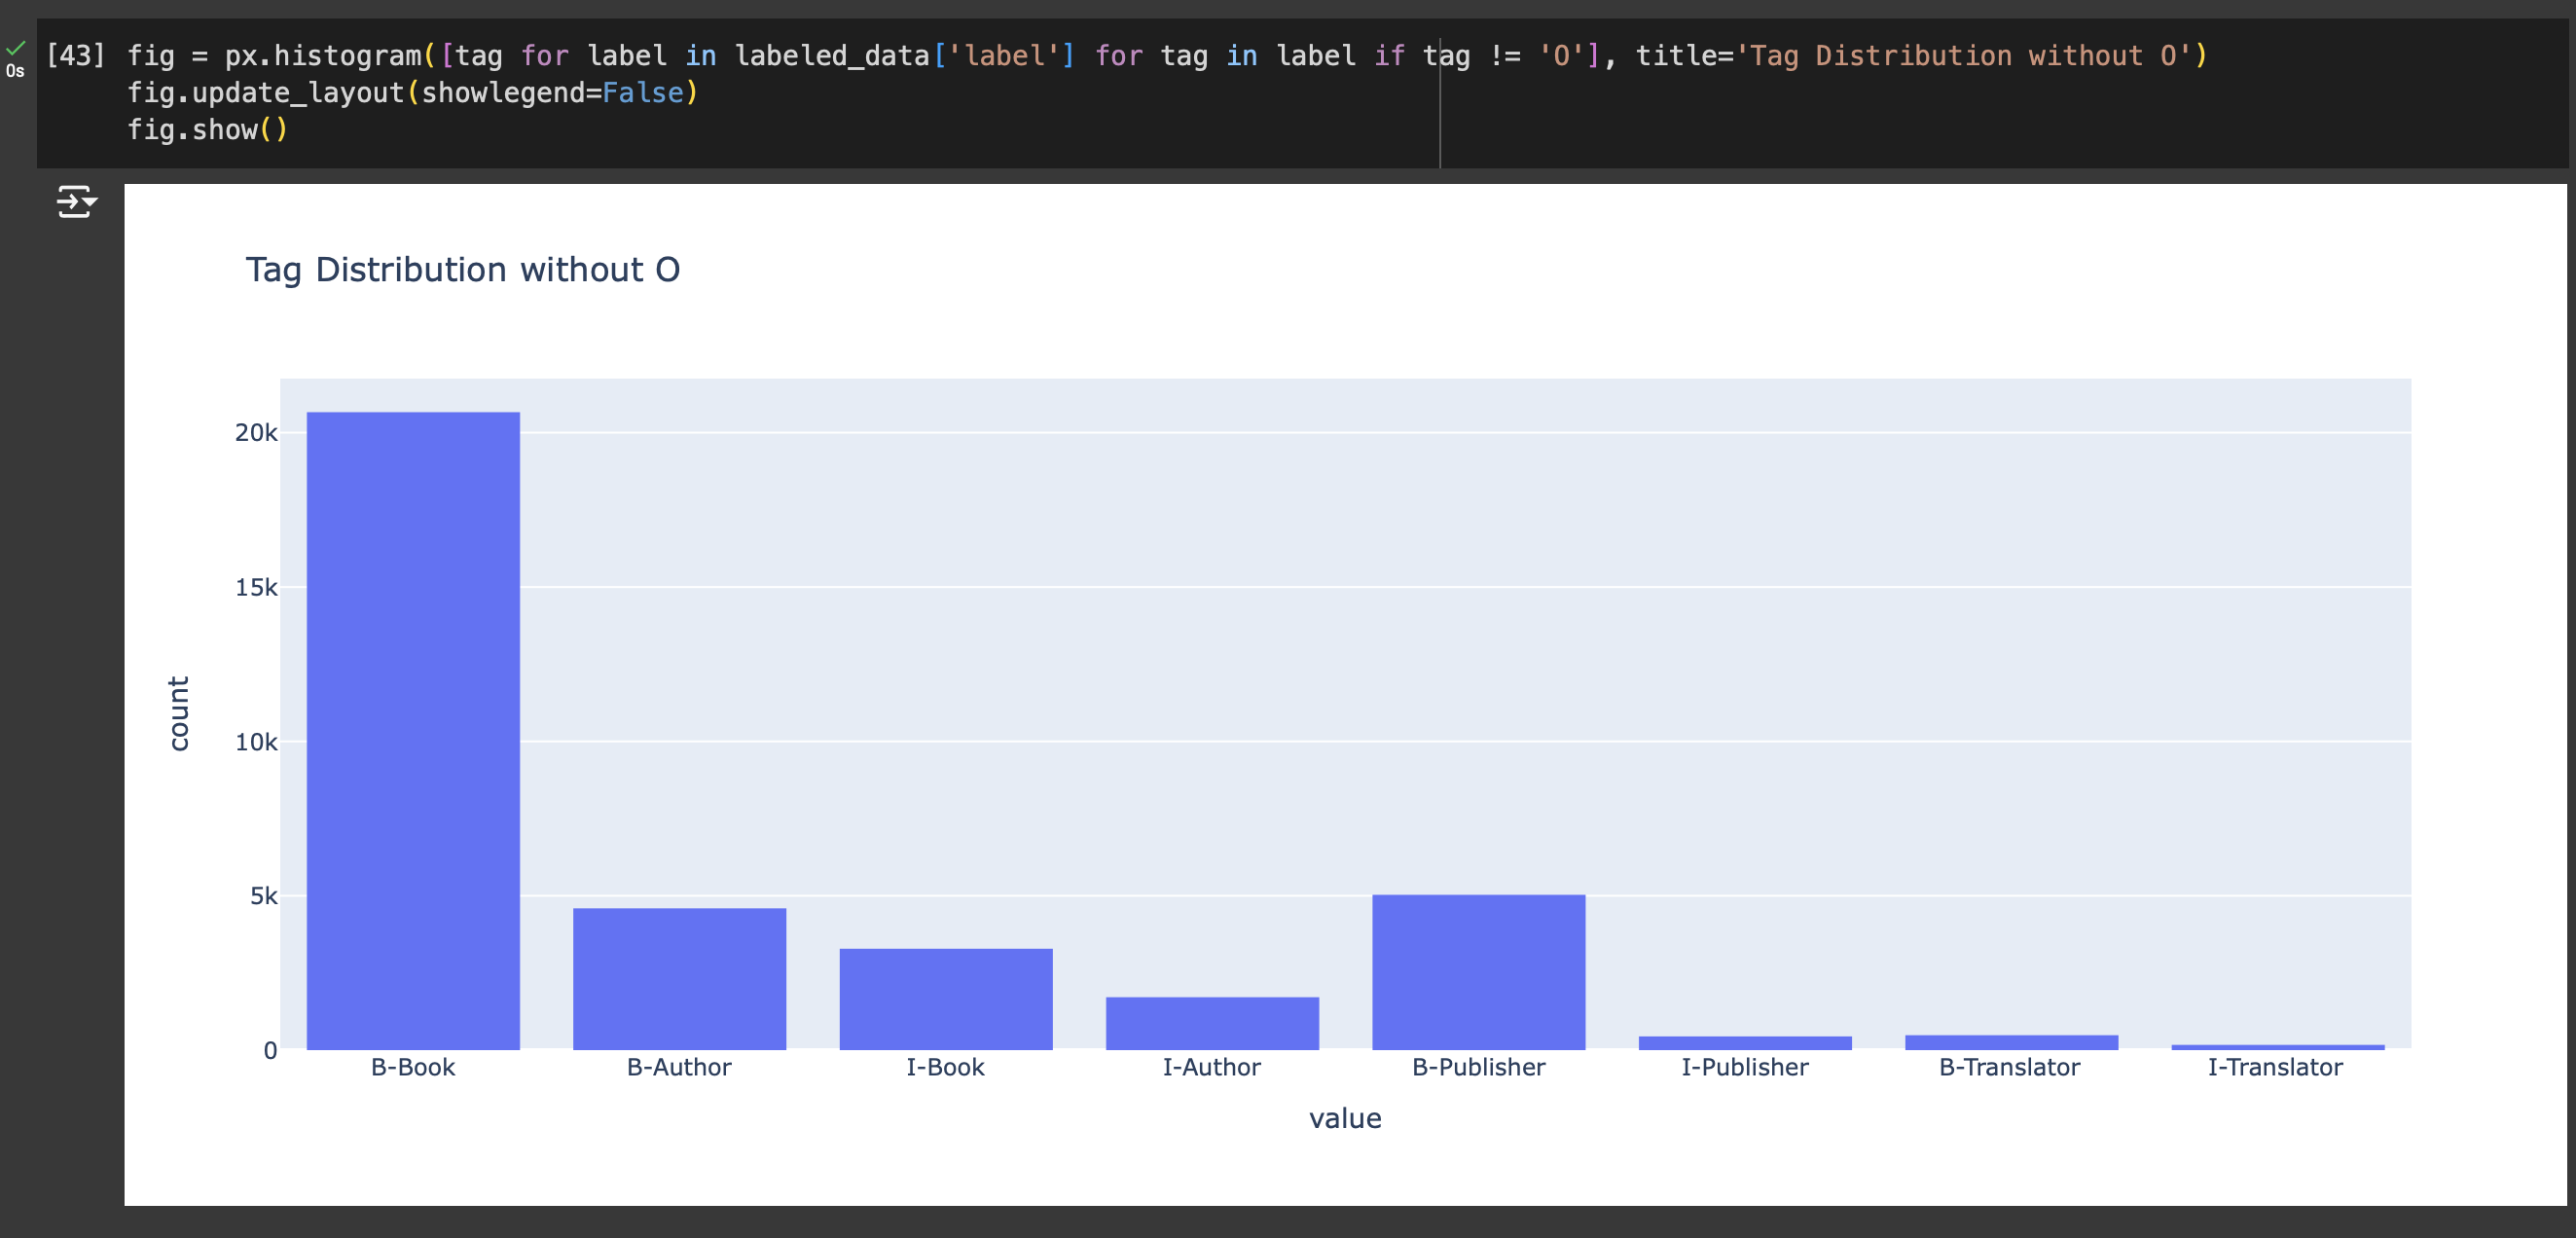 [43] fig = px.histogram([tag for label in labeled_data['label'] for tag in label if tag != 'O'], title='Tag Distribution without O')
fig.update_layout(showlegend=False)
fig.show()
0s
Tag Distribution without O
20k
15k
10k
5k
0
count
B-Book B-Author I-Book I-Author B-Publisher I-Publisher B-Translator I-Translator
value